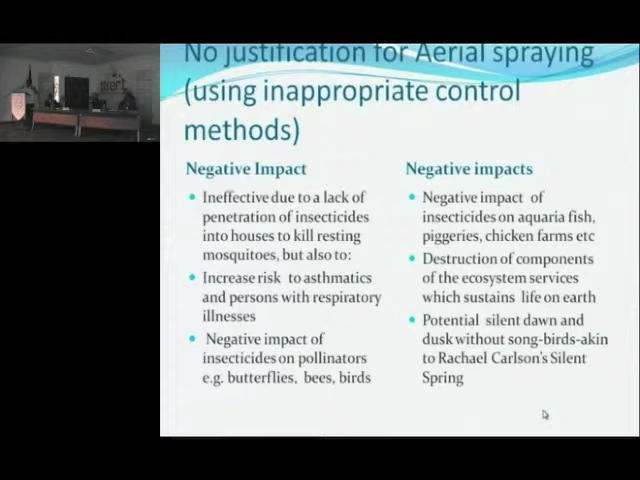 No justification for Aerial spraying
(using inappropriate control
methods)
Negative Impact
Ineffective due to a lack of
penetration of insecticides
into houses to kill resting
mosquitoes, but also to:
Increase risk to asthmatics
and persons with respiratory
illnesses
Negative impact of
insecticides on pollinators
e.g. butterflies, bees, birds
Negative impacts
Negative impact of
insecticides on aquaria fish,
piggeries, chicken farms etc
Destruction of components
of the ecosystem services
which sustains life on earth
Potential silent dawn and
dusk without song-birds-akin
to Rachael Carlson's Silent
Spring